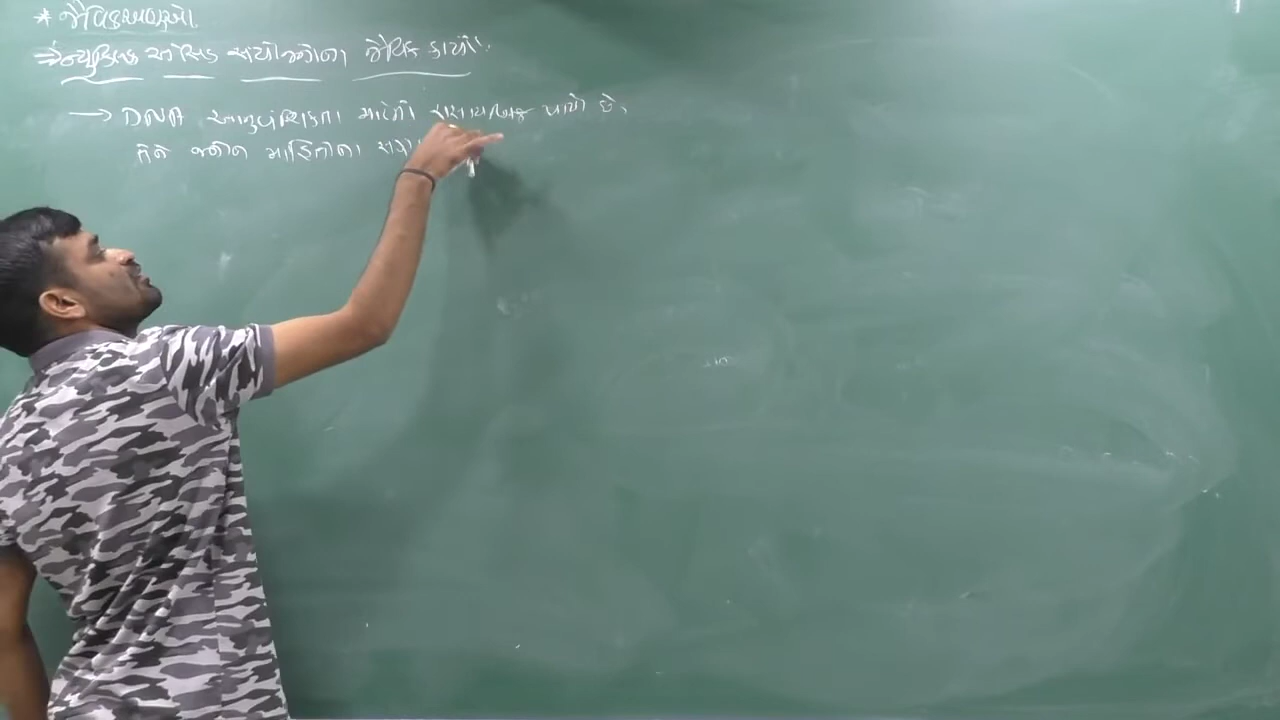 * જૈવિક અણુઓ.
⇒ ન્યુક્લિક એસિડ સંયોજનોના જૈવિક કાર્યો:
→ DNA આનુવંશિકતા માટેનો રાસાયણિક પાયો છે,
તેને જનીન માહિતીના